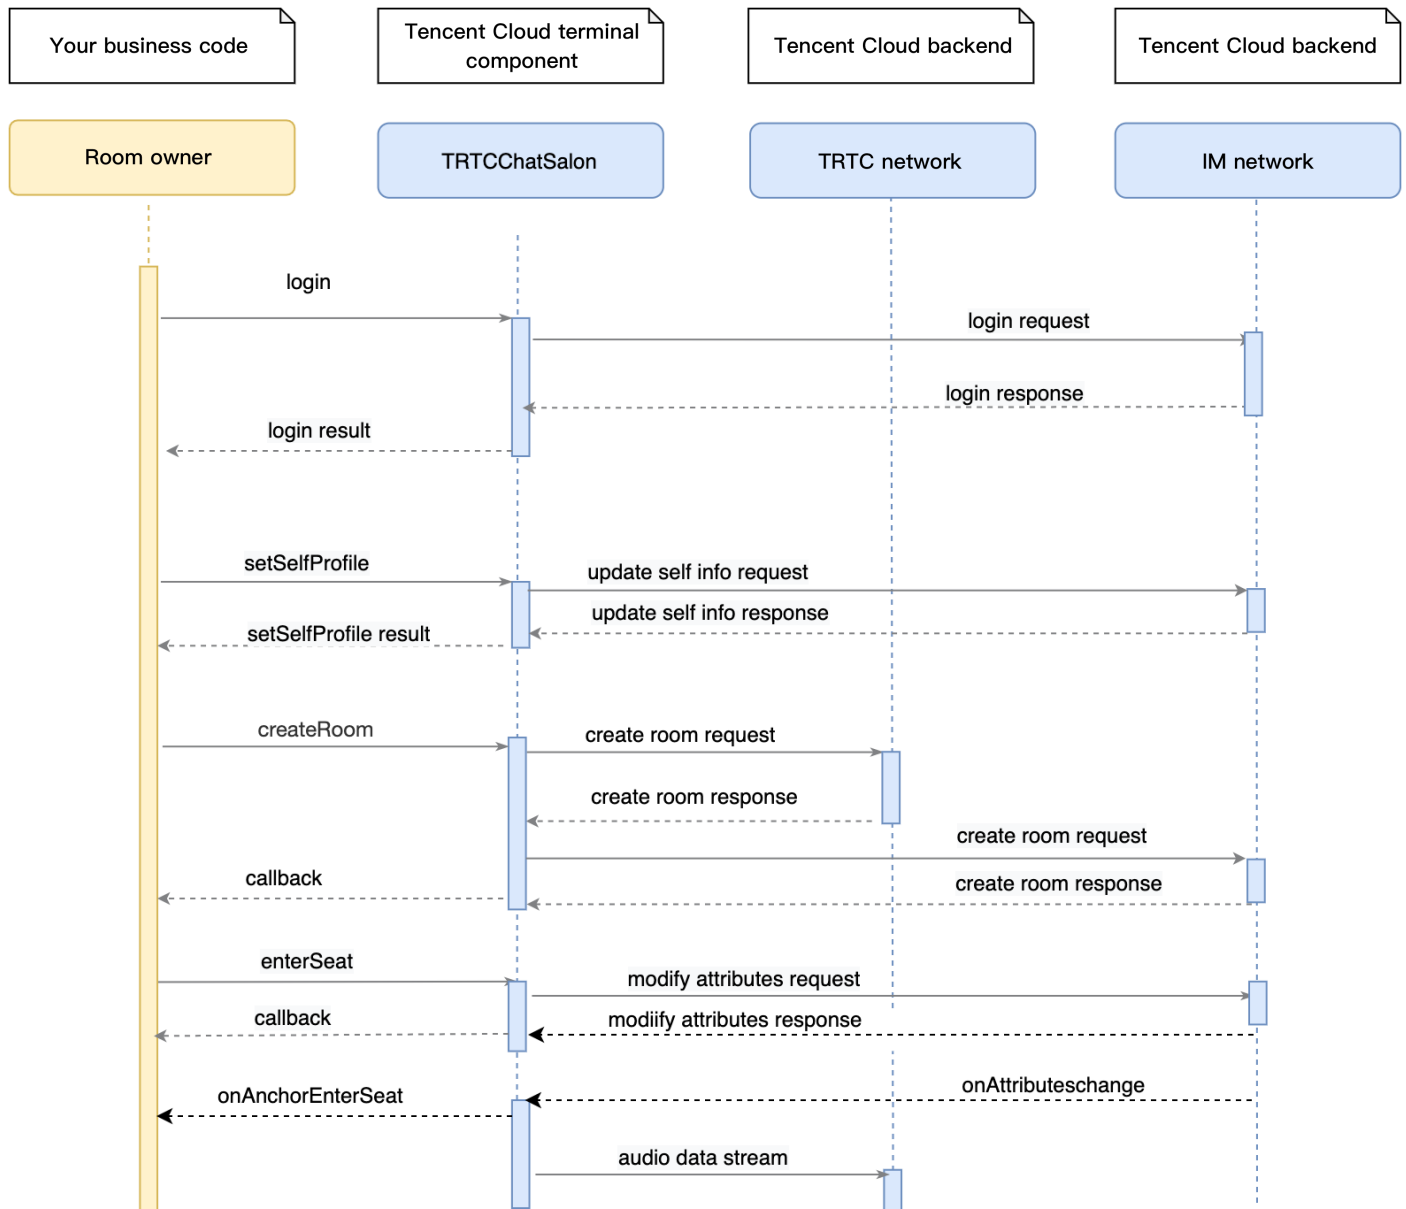 Your business code
Tencent Cloud terminal
component
Tencent Cloud backend
Tencent Cloud backend
Room owner
TRTCChatSalon
TRTC network
IM network
login
login request
login response
login result
setSelfProfile
update self info request
update self info response
setSelfProfile result
createRoom
create room request
create room response
create room request
callback
create room response
enterSeat
modify attributes request
callback
modiify attributes response
onAttributeschange
onAnchorEnterSeat
audio data stream